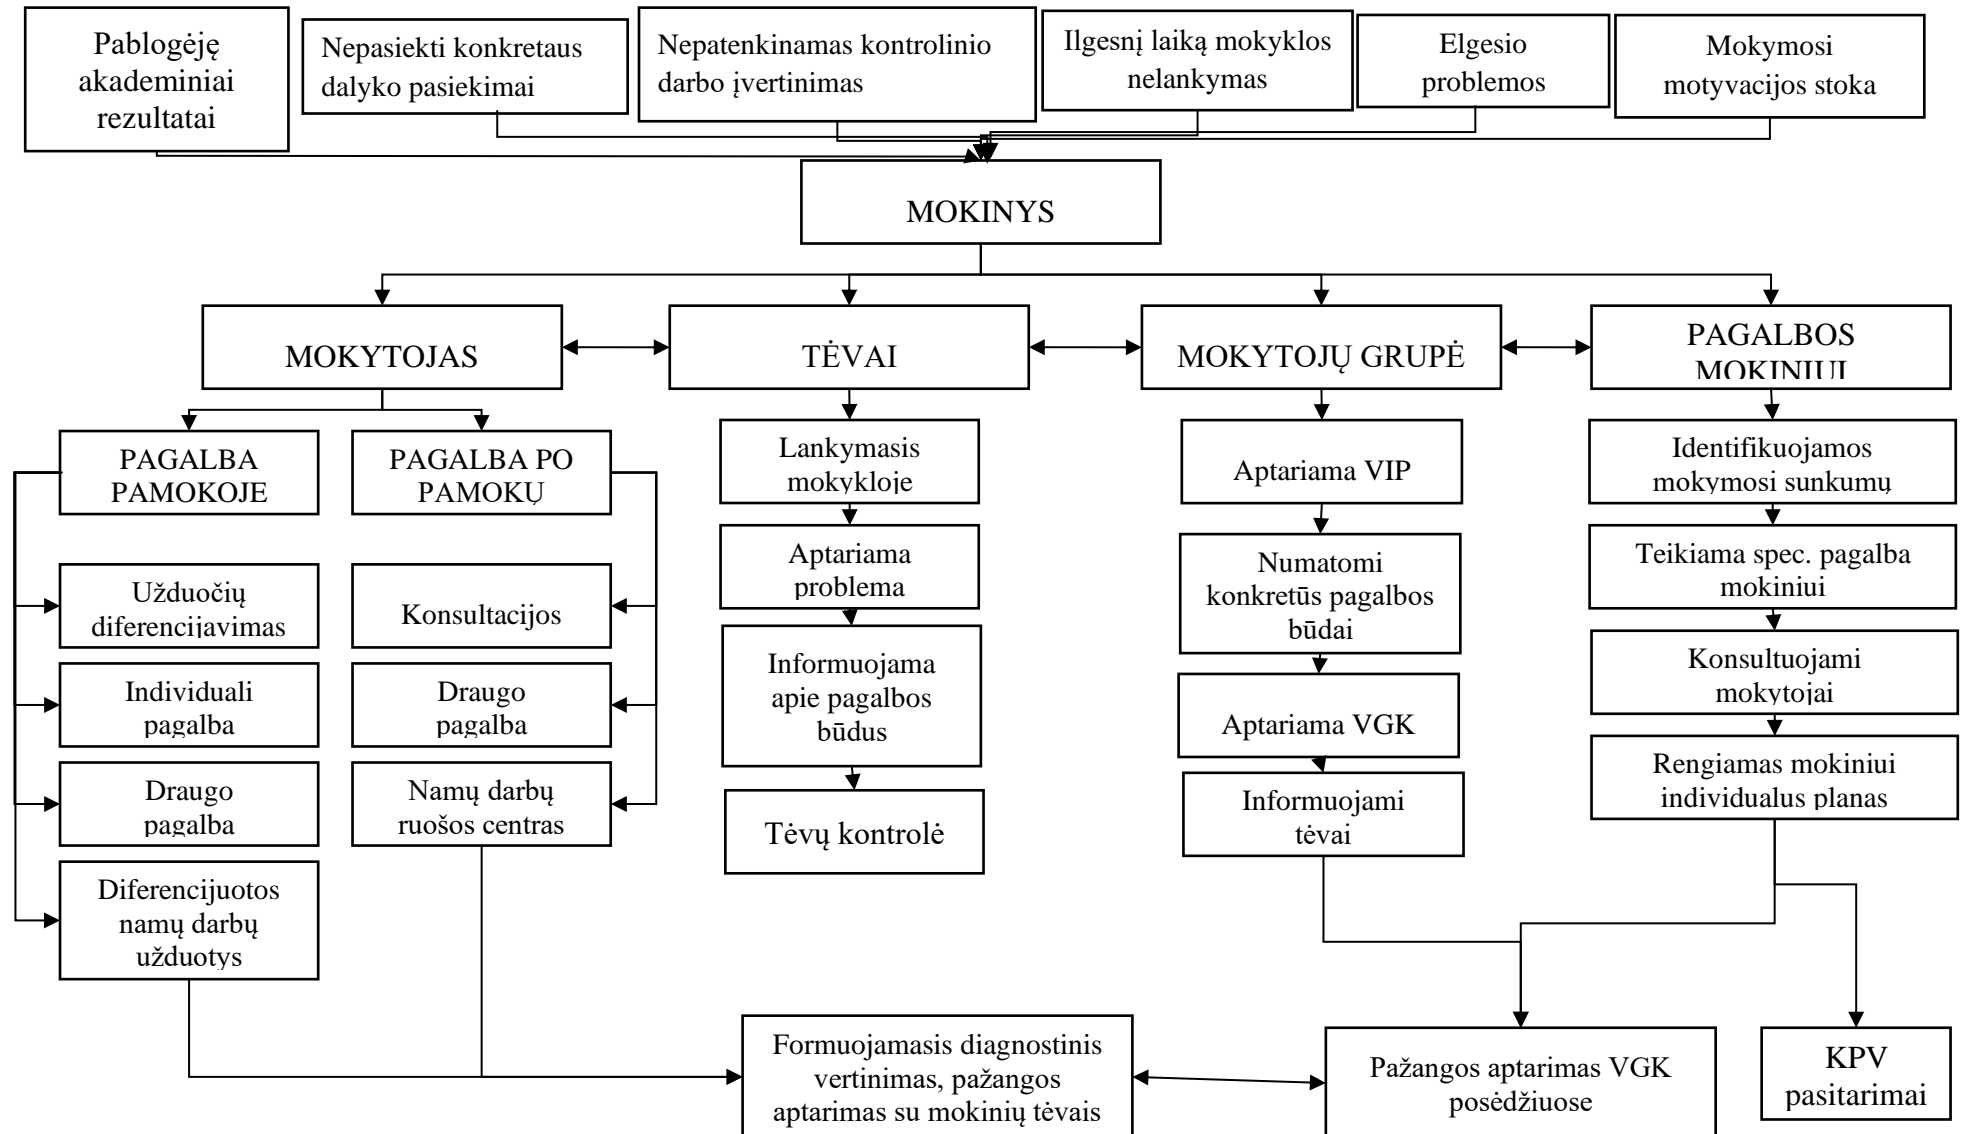 Pablogėję
akademiniai
rezultatai
Nepasiekti konkretaus
dalyko pasiekimai
Nepatenkinamas kontrolinio
darbo įvertinimas
Ilgesnį laiką mokyklos
nelankymas
Elgesio
problemos
Mokymosi
motyvacijos stoka
MOKINYS
MOKYTOJAS
TĖVAI
MOKYTOJŲ GRUPĖ
PAGALBOS
MOKINIUI
PAGALBA
PAMOKOJE
PAGALBA PO
PAMOKŲ
Lankymasis
mokykloje
Aptariama VIP
Identifikuojamos
mokymosi sunkumų
Užduočių
diferencijavimas
Konsultacijos
Aptariama
problema
Numatomi
konkretūs pagalbos
būdai
Teikiama spec. pagalba
mokiniui
Individuali
pagalba
Draugo
pagalba
Informuojama
apie pagalbos
būdus
Aptariama VGK
Konsultuojami
mokytojai
Draugo
pagalba
Namų darbų
ruošos centras
Tėvų kontrolė
Informuojami
tėvai
Rengiamas mokiniui
individualus planas
Diferencijuotos
namų darbų
užduotys
Formuojamasis diagnostinis
vertinimas, pažangos
aptarimas su mokinių tėvais
Pažangos aptarimas VGK
posėdžiuose
KPV
pasitarimai